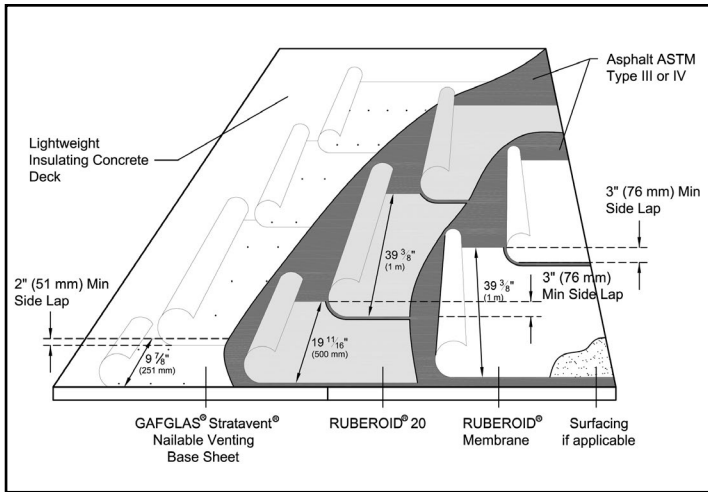 Asphalt ASTM
Type III or IV
Lightweight
Insulating Concrete
Deck
3" (76 mm) Min
Side Lap
39 3/8"
(1 m)
39 3/8"
(1 m)
3" (76 mm)
Min Side Lap
2" (51 mm) Min
Side Lap
19 11/16"
(500 mm)
9 7/8"
(251 mm)
GAFGLAS® Stratavent®
Nailable Venting
Base Sheet
RUBEROID® 20
RUBEROID®
Membrane
Surfacing
if applicable